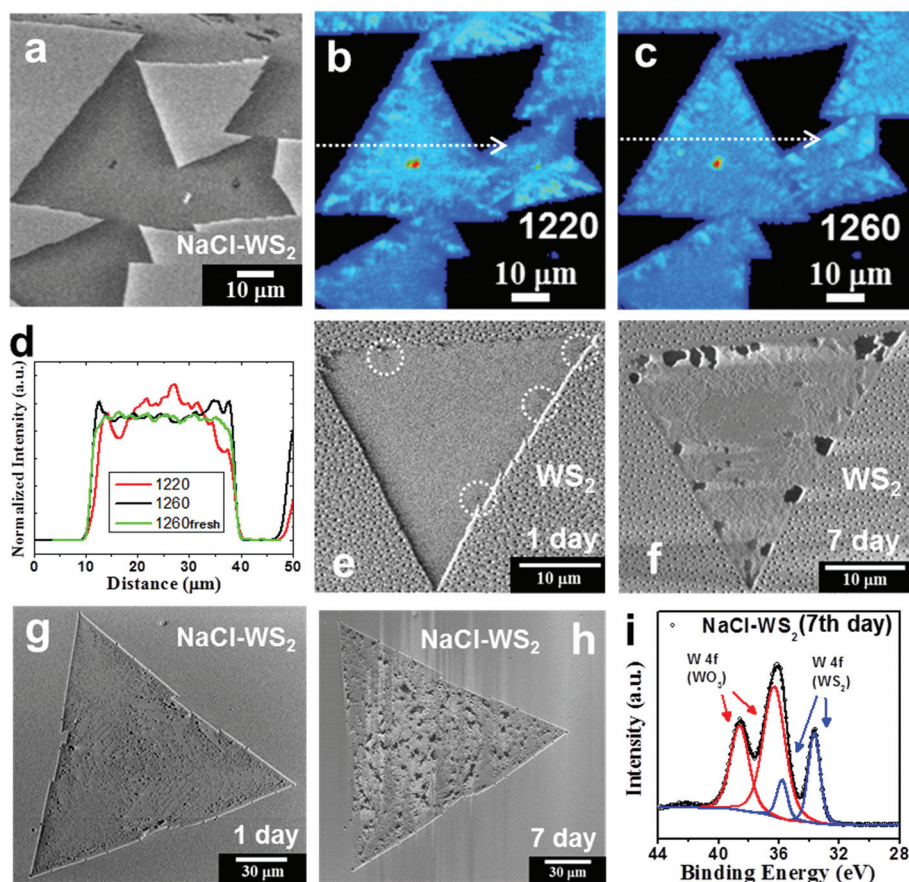 a
NaCl-WS2
10 μm
b
1220
10 μm
c
1260
10 μm
d
Normalized Intensity (a.u.)
1220
1260
1260fresh
0 10 20 30 40 50
Distance (μm)
WS2
e
1 day
10 μm
WS2
f
7 day
10 μm
g
NaCl-WS2
1 day
30 μm
h
NaCl-WS2
7 day
30 μm
i
NaCl-WS2(7th day)
W 4f
(WO3)
W 4f
(WS2)
Intensity (a.u.)
44 40 36 32 28
Binding Energy (eV)